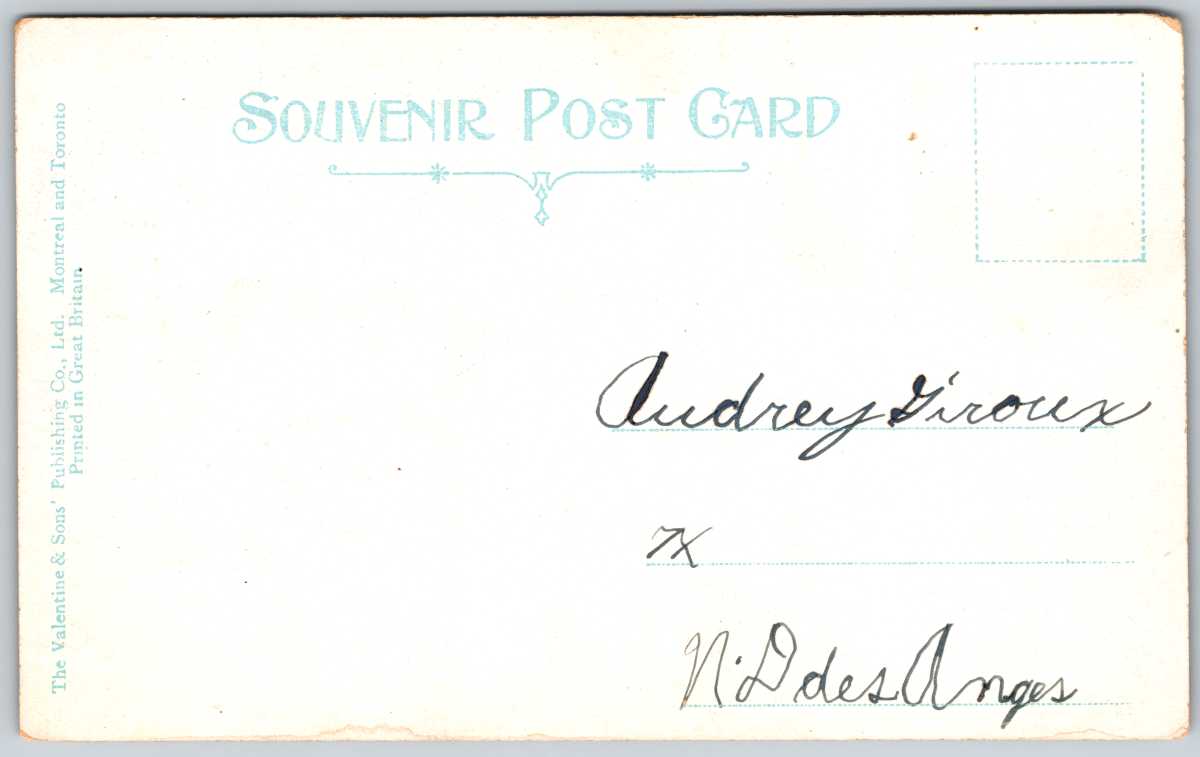 SOUVENIR POST CARD
The Valentine & Sons' Publishing Co., Ltd. Montreal and Toronto
Printed in Great Britain.
Audrey Giroux
X
N. D des Anges